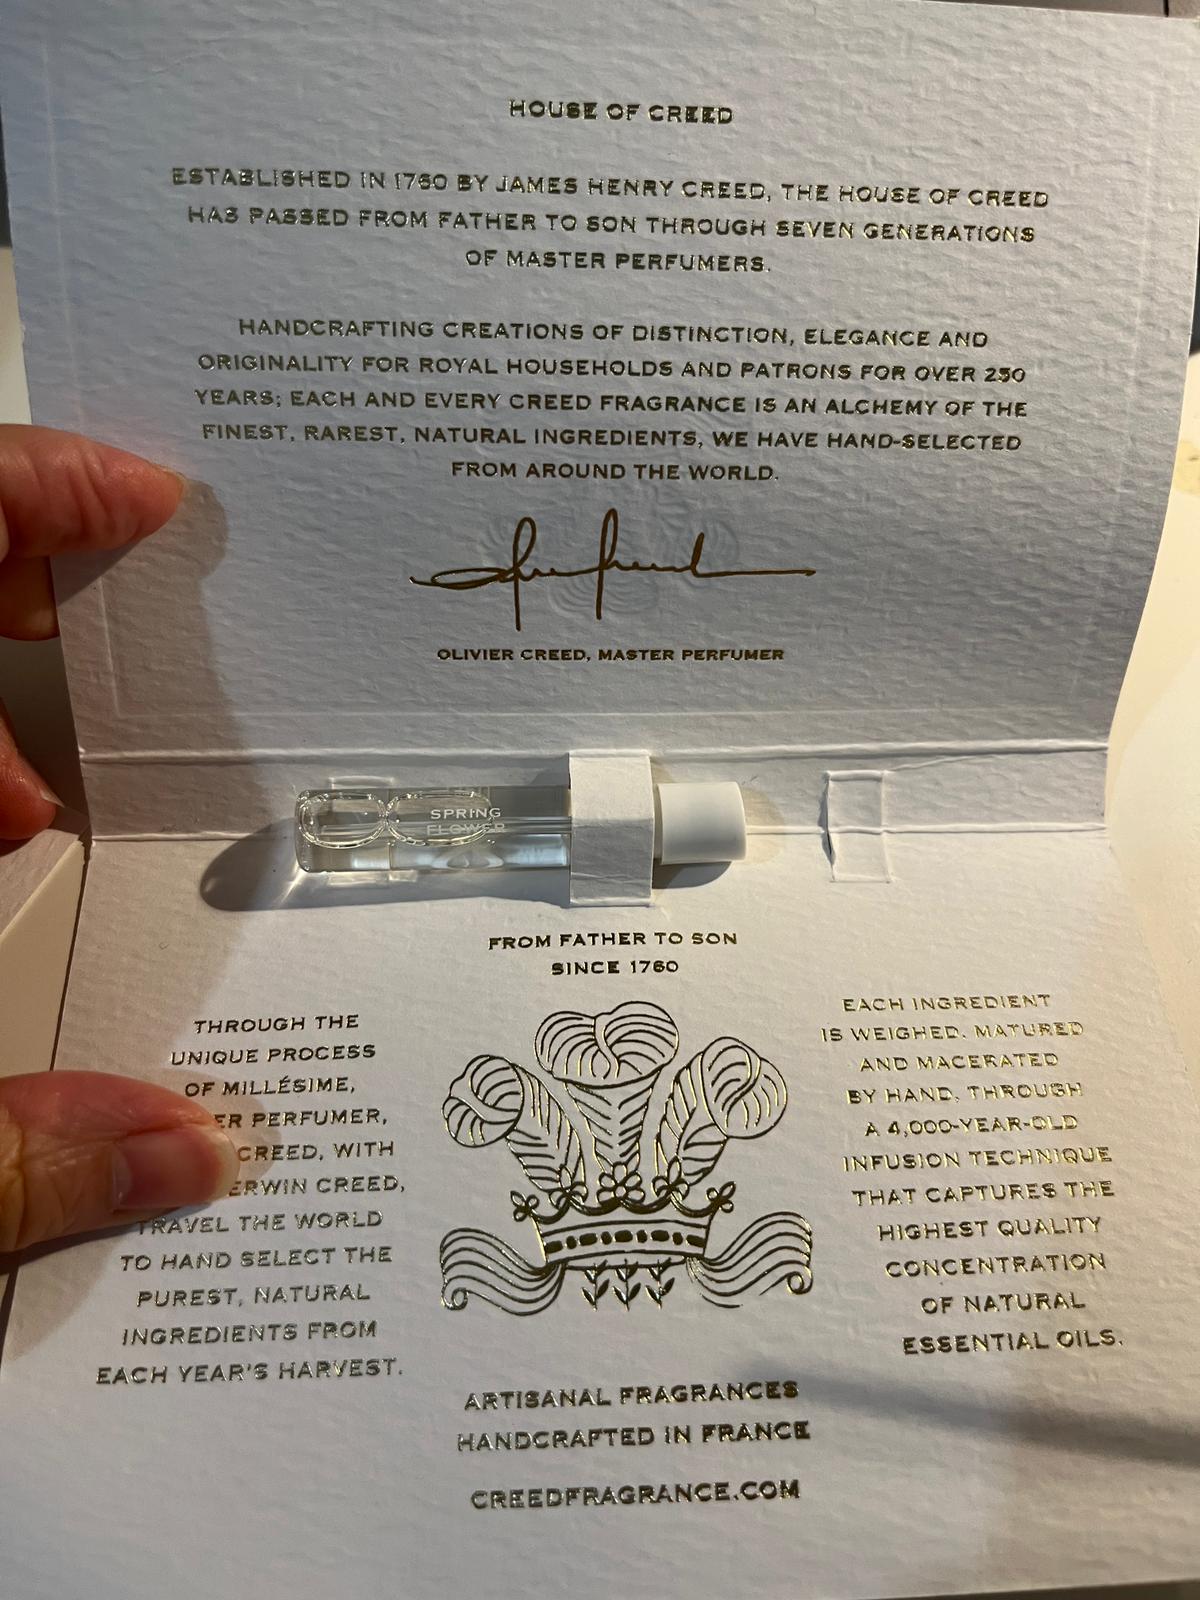 HOUSE OF CREED
ESTABLISHED IN 1760 BY JAMES HENRY CREED, THE HOUSE OF CREED
HAS PASSED FROM FATHER TO SON THROUGH SEVEN GENERATIONS
OF MASTER PERFUMERS.
HANDCRAFTING CREATIONS OF DISTINCTION, ELEGANCE AND
ORIGINALITY FOR ROYAL HOUSEHOLDS AND PATRONS FOR OVER 250
YEARS; EACH AND EVERY CREED FRAGRANCE IS AN ALCHEMY OF THE
FINEST, RAREST, NATURAL INGREDIENTS, WE HAVE HAND-SELECTED
FROM AROUND THE WORLD.
OLIVIER CREED, MASTER PERFUMER
SPRING
FLOWER
FROM FATHER TO SON
SINCE 1760
THROUGH THE
UNIQUE PROCESS
OF MILLÉSIME,
PERFUMER,
CREED, WITH
ERWIN CREED,
TRAVEL THE WORLD
TO HAND SELECT THE
PUREST, NATURAL
INGREDIENTS FROM
EACH YEAR'S HARVEST.
EACH INGREDIENT
IS WEIGHED, MATURED
AND MACERATED
BY HAND, THROUGH
A 4,000-YEAR-OLD
INFUSION TECHNIQUE
THAT CAPTURES THE
HIGHEST QUALITY
CONCENTRATION
OF NATURAL
ESSENTIAL OILS.
ARTISANAL FRAGRANCES
HANDCRAFTED IN FRANCE
CREEDFRAGRANCE.COM